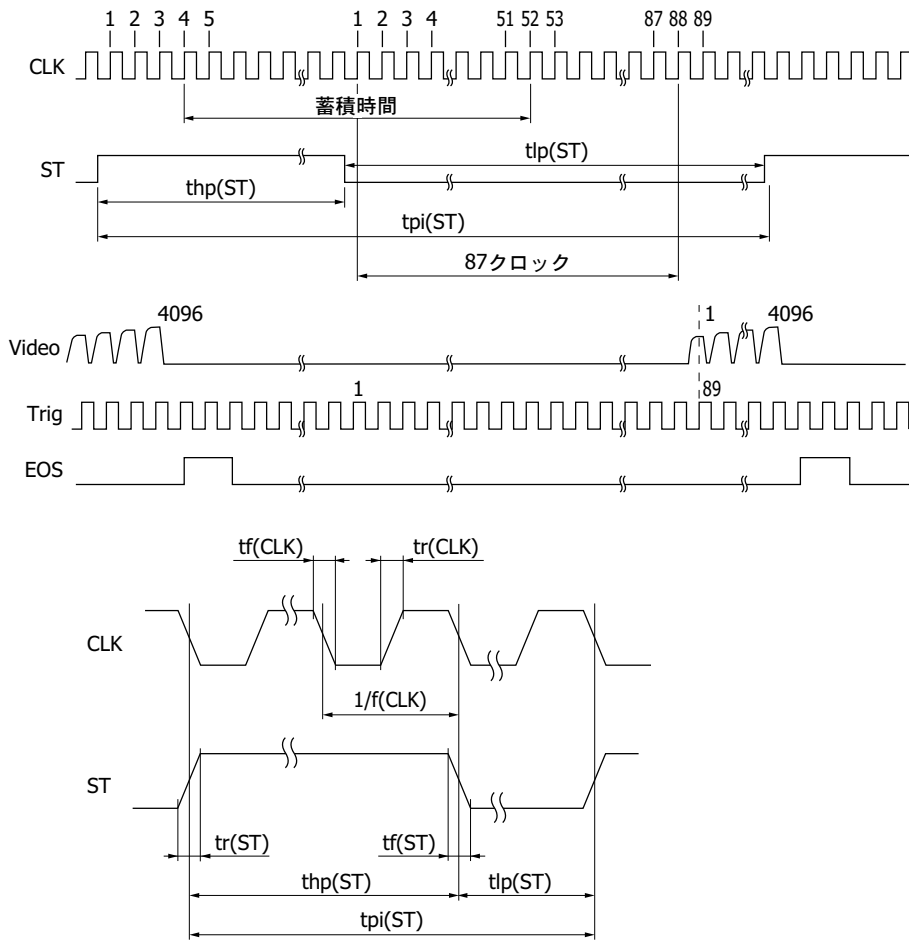 1 2 3 4 5 1 2 3 4 51 52 53 87 88 89
CLK
蓄積時間
ST
tlp(ST)
thp(ST)
tpi(ST)
87クロック
4096 1 4096
Video
1 89
Trig
EOS
tf(CLK) tr(CLK)
CLK
1/f(CLK)
ST
tr(ST) tf(ST)
thp(ST) tlp(ST)
tpi(ST)